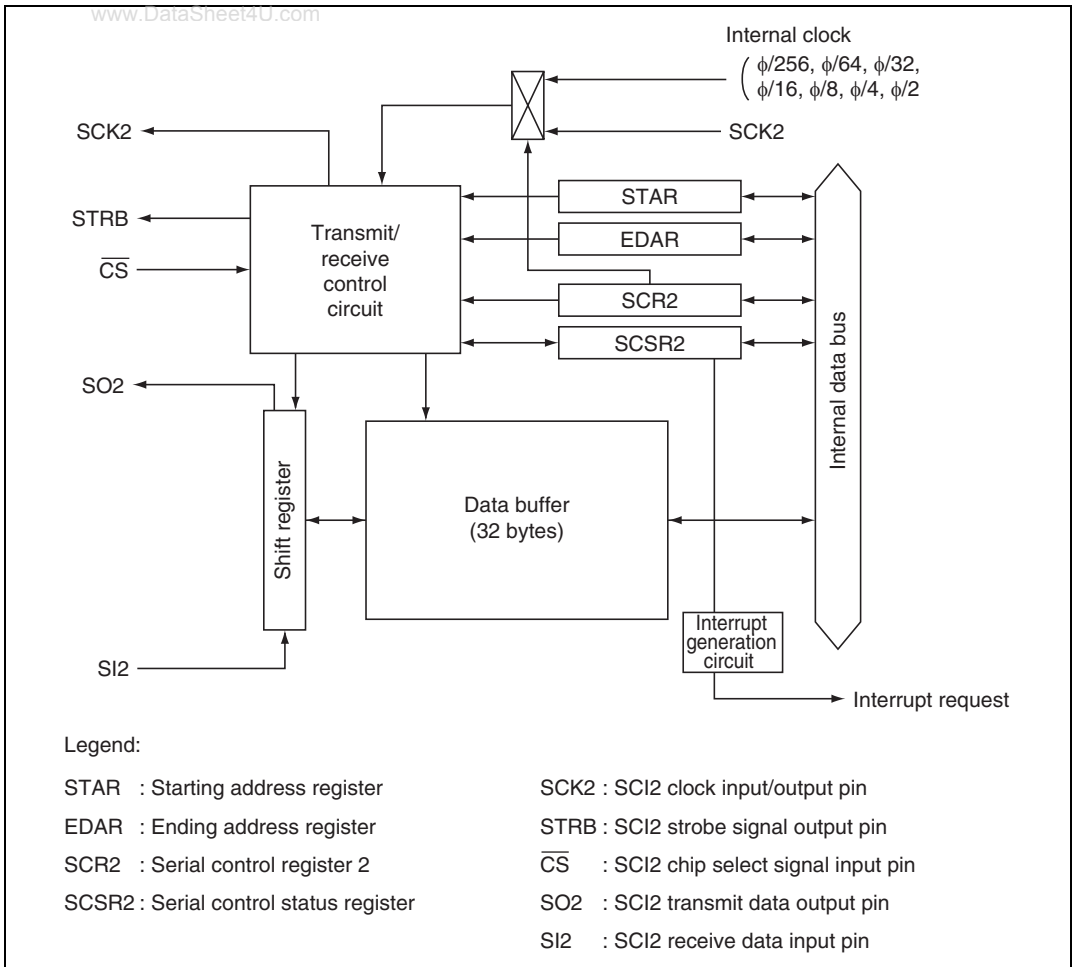 www.DataSheet4U.com
Internal clock
( ϕ/256, ϕ/64, ϕ/32,
ϕ/16, ϕ/8, ϕ/4, ϕ/2
SCK2
SCK2
STRB
CS
Transmit/
receive
control
circuit
STAR
EDAR
SCR2
SCSR2
Internal data bus
SO2
Shift register
Data buffer
(32 bytes)
SI2
Interrupt
generation
circuit
Interrupt request
Legend:
STAR : Starting address register
EDAR : Ending address register
SCR2 : Serial control register 2
SCSR2 : Serial control status register
SCK2 : SCI2 clock input/output pin
STRB : SCI2 strobe signal output pin
CS : SCI2 chip select signal input pin
SO2 : SCI2 transmit data output pin
SI2 : SCI2 receive data input pin